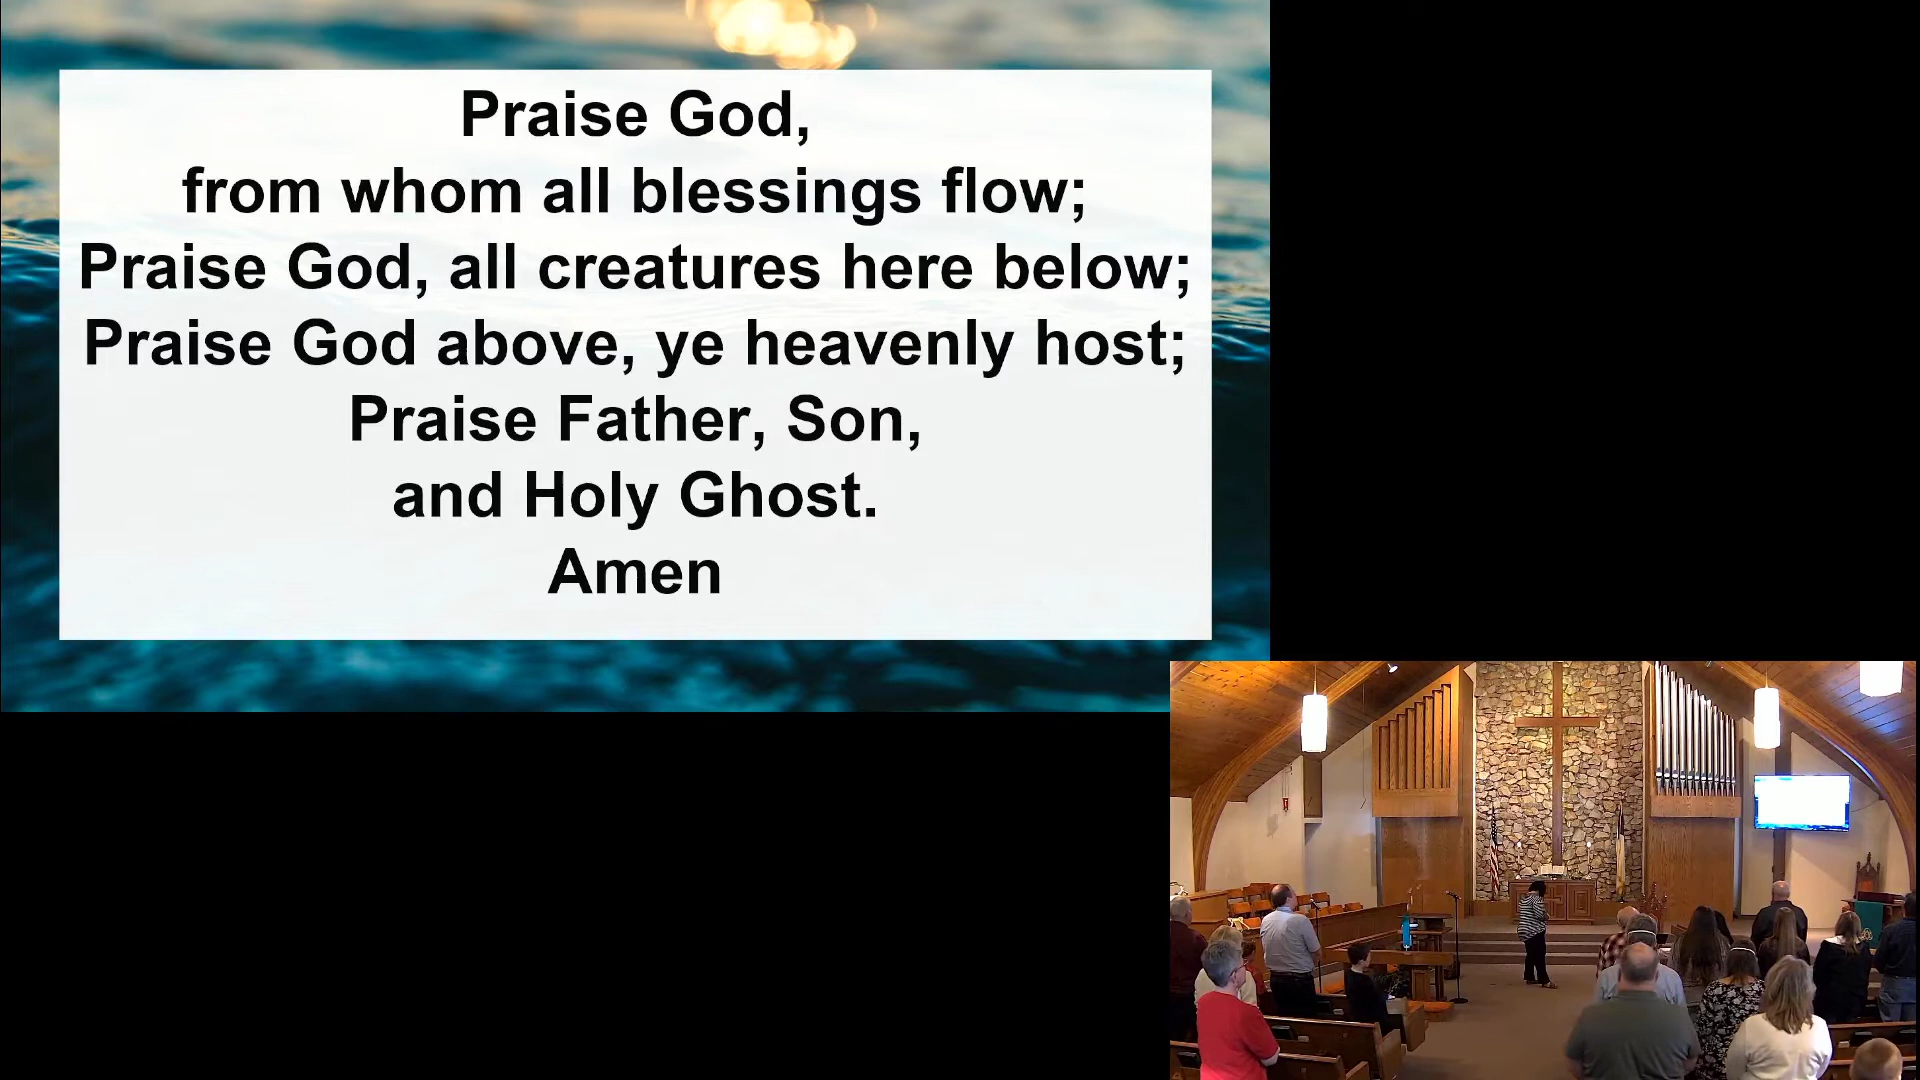 Praise God,
from whom all blessings flow;
Praise God, all creatures here below;
Praise God above, ye heavenly host;
Praise Father, Son,
and Holy Ghost.
Amen